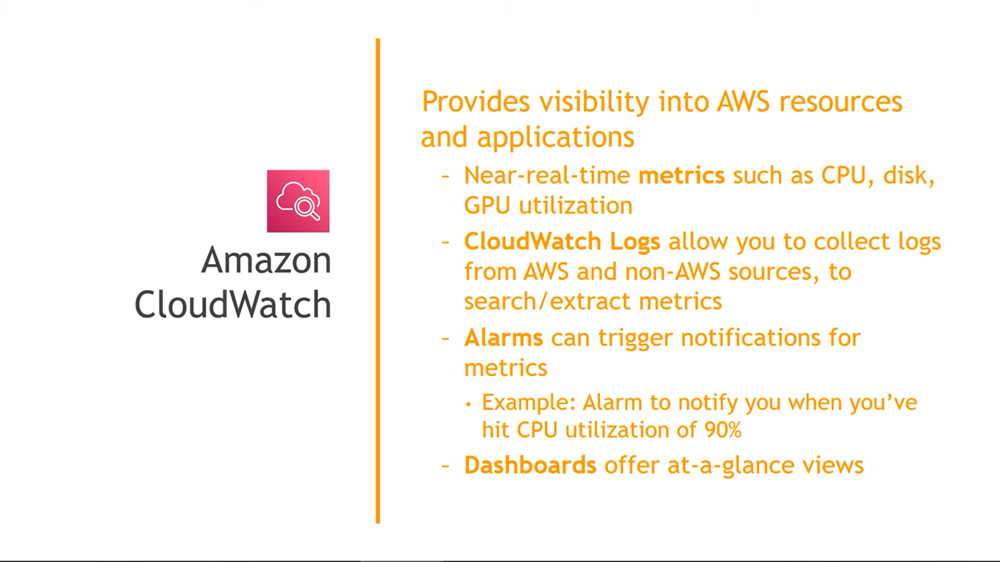 Amazon
CloudWatch
Provides visibility into AWS resources
and applications
– Near-real-time metrics such as CPU, disk,
GPU utilization
– CloudWatch Logs allow you to collect logs
from AWS and non-AWS sources, to
search/extract metrics
– Alarms can trigger notifications for
metrics
• Example: Alarm to notify you when you’ve
hit CPU utilization of 90%
– Dashboards offer at-a-glance views